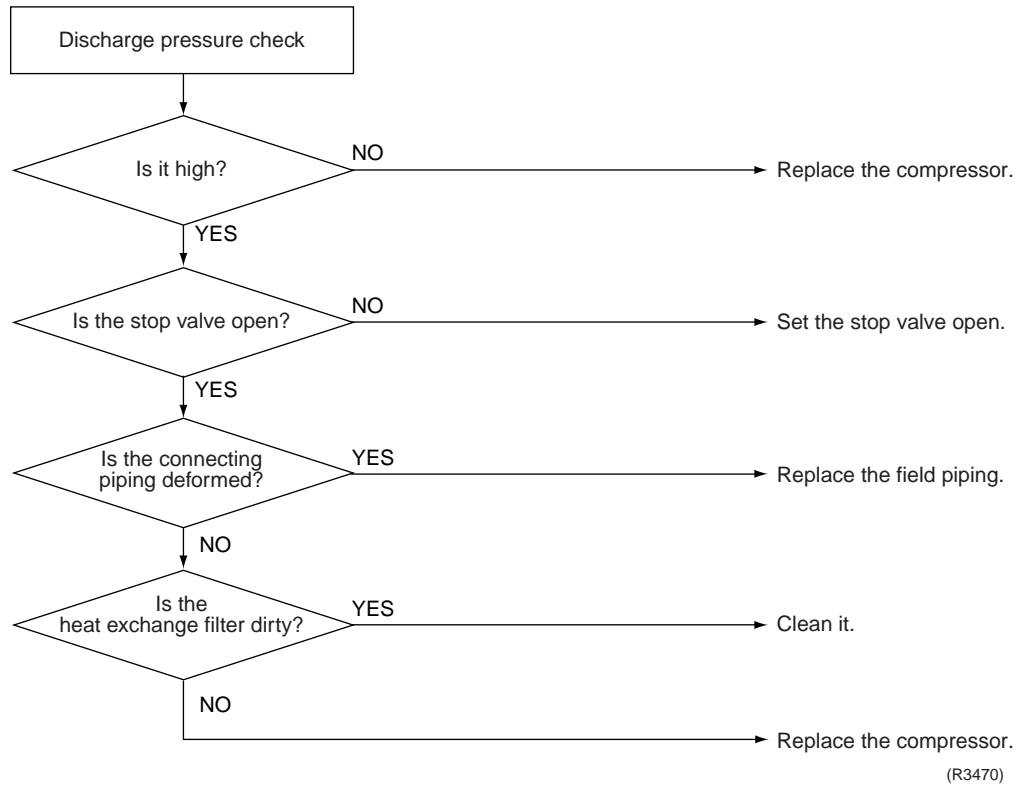 Discharge pressure check
Is it high?
NO
Replace the compressor.
YES
Is the stop valve open?
NO
Set the stop valve open.
YES
Is the connecting
piping deformed?
YES
Replace the field piping.
NO
Is the
heat exchange filter dirty?
YES
Clean it.
NO
Replace the compressor.
(R3470)